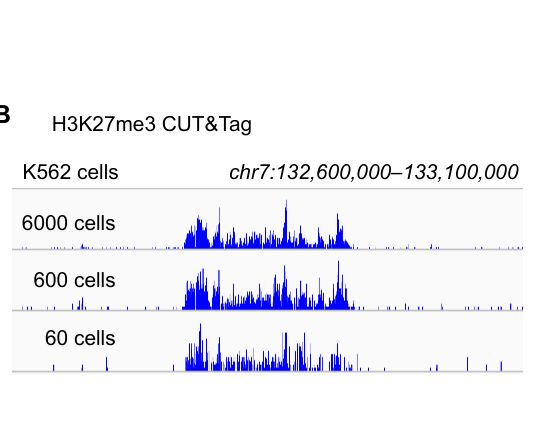 B
H3K27me3 CUT&Tag
K562 cells chr7:132,600,000–133,100,000
6000 cells
600 cells
60 cells